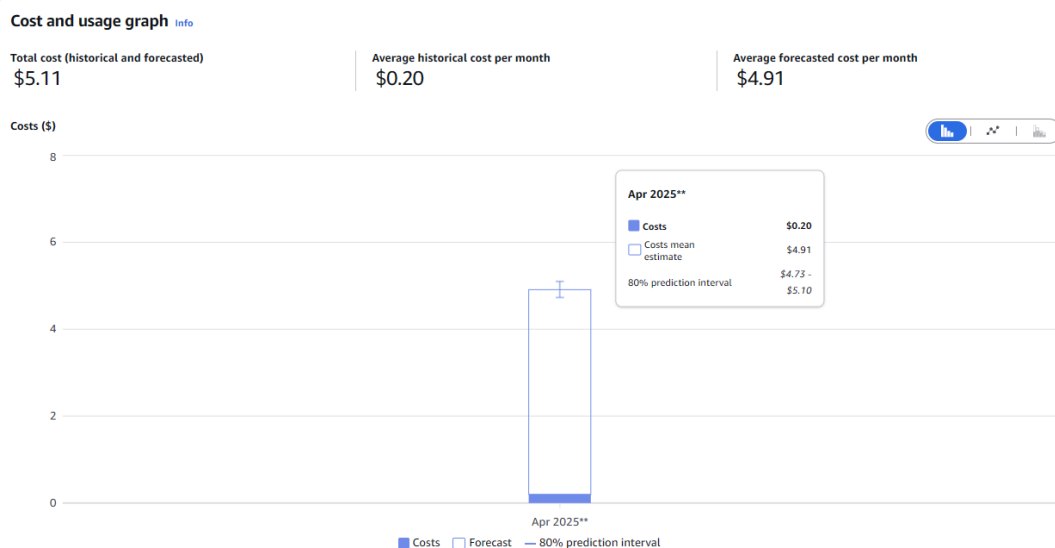 Cost and usage graph Info
Total cost (historical and forecasted)
$5.11
Average historical cost per month
$0.20
Average forecasted cost per month
$4.91
Costs ($)
8
6
4
2
0
Apr 2025**
Costs $0.20
Costs mean
estimate $4.91
80% prediction interval $4.73 -
$5.10
Apr 2025**
Costs Forecast 80% prediction interval